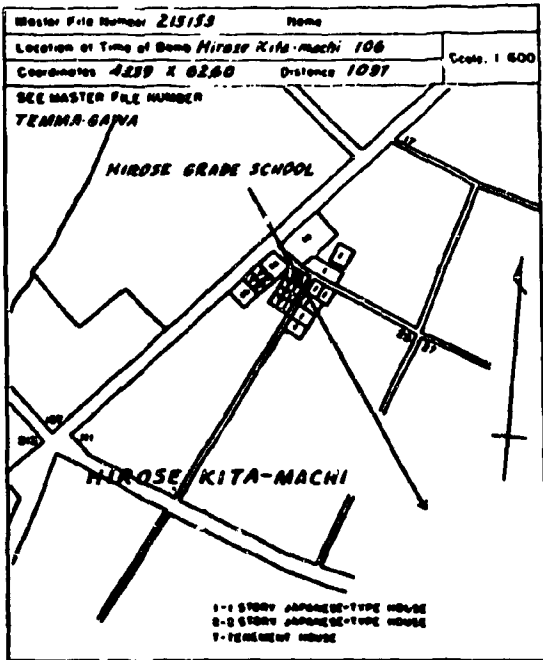 Master File Number 215153 Name
Location at Time of Bomb Hirose Kita-machi 106
Coordinates 4259 X 6260 Distance 1097
Scale, 1 600
SEE MASTER FILE NUMBER
TEMMA-GAWA
HIROSE GRADE SCHOOL
17
HIROSE KITA-MACHI
1-1 STORY JAPANESE-TYPE HOUSE
2-2 STORY JAPANESE-TYPE HOUSE
T-TENEMENT HOUSE